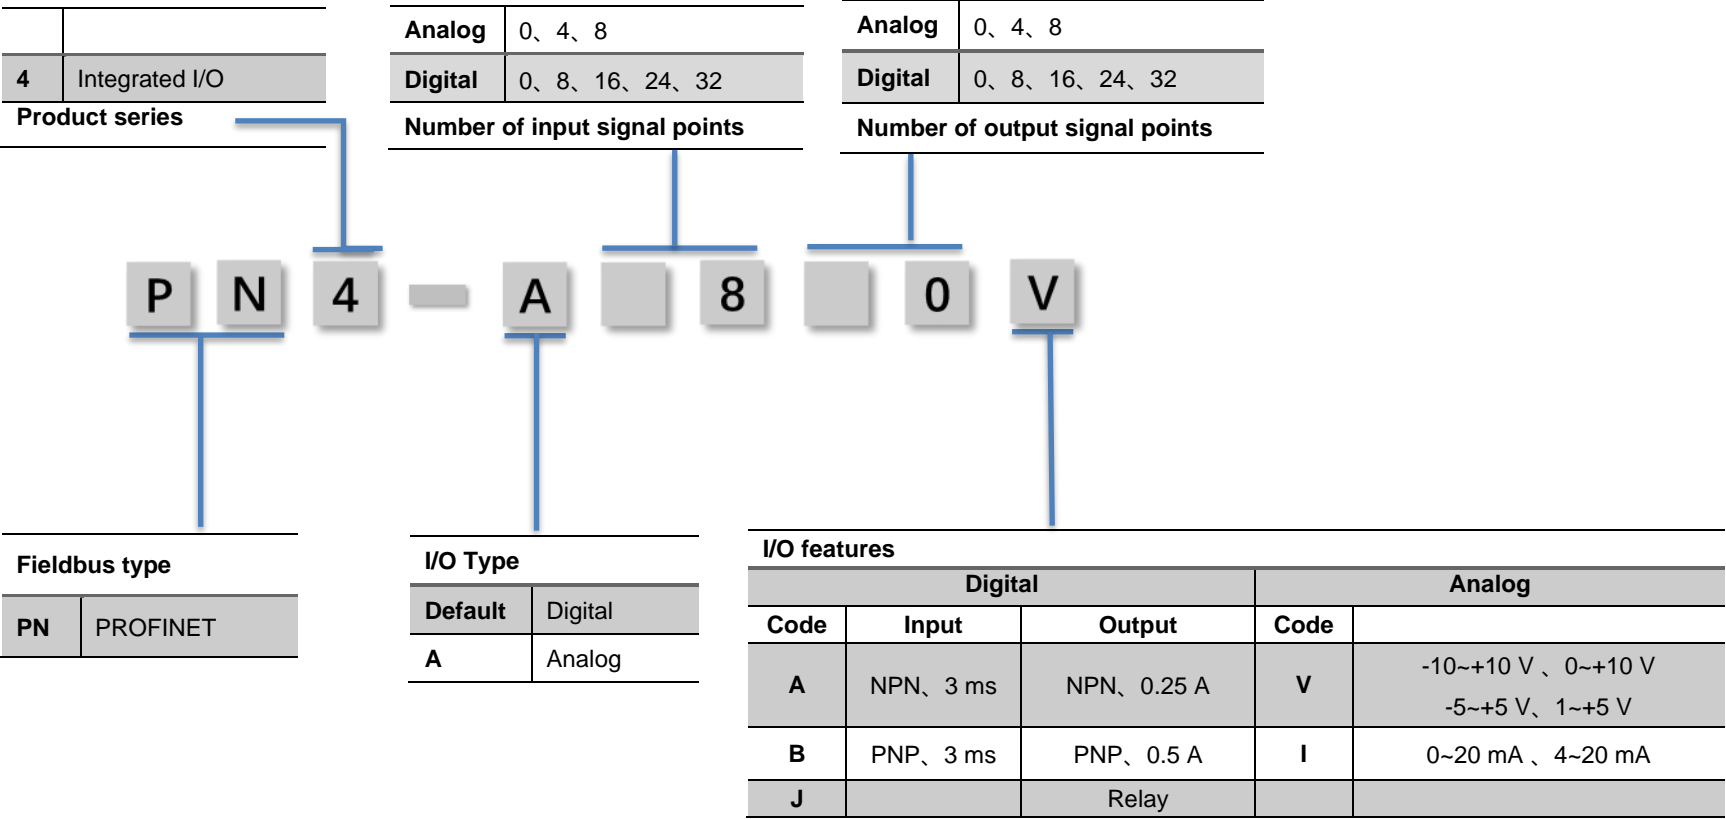 4 Integrated I/O
Product series
Analog 0、4、8
Digital 0、8、16、24、32
Number of input signal points
Analog 0、4、8
Digital 0、8、16、24、32
Number of output signal points
P N 4 - A 8 0 V
Fieldbus type
PN PROFINET
I/O Type
Default Digital
A Analog
I/O features
Digital Analog
Code Input Output Code
A NPN、3 ms NPN、0.25 A V -10~+10 V 、0~+10 V
-5~+5 V、1~+5 V
B PNP、3 ms PNP、0.5 A I 0~20 mA 、4~20 mA
J Relay